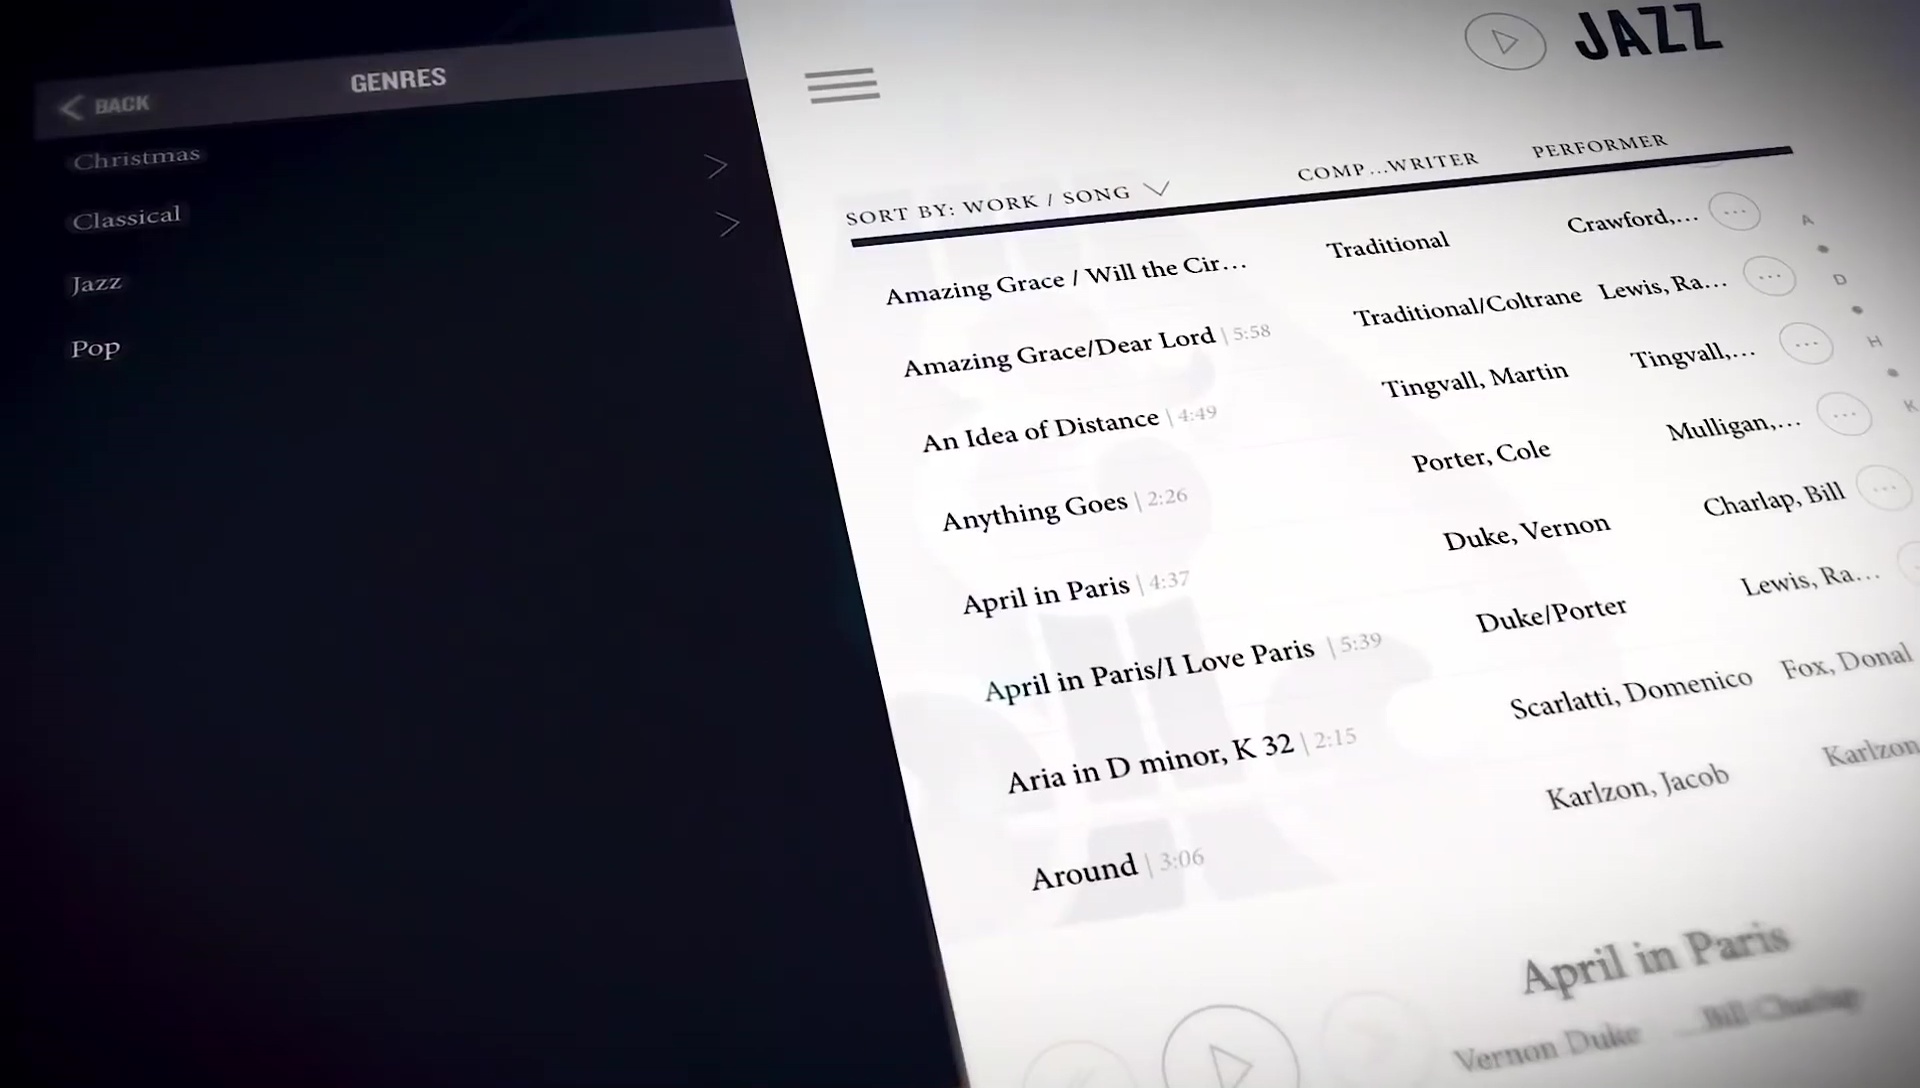 GENRES
BACK
Christmas
Classical
Jazz
Pop
JAZZ
SORT BY: WORK / SONG COMP...WRITER PERFORMER
Amazing Grace / Will the Cir... Traditional Crawford,...
Amazing Grace/Dear Lord | 5:58 Traditional/Coltrane Lewis, Ra...
An Idea of Distance | 4:49 Tingvall, Martin Tingvall,...
Anything Goes | 2:26 Porter, Cole Mulligan,...
April in Paris | 4:37 Duke, Vernon Charlap, Bill
April in Paris/I Love Paris | 5:39 Duke/Porter Lewis, Ra...
Aria in D minor, K 32 | 2:15 Scarlatti, Domenico Fox, Donal
Around | 3:06 Karlzon, Jacob Karlzon
A
D
H
K
April in Paris
Vernon Duke ...Bill Charlap